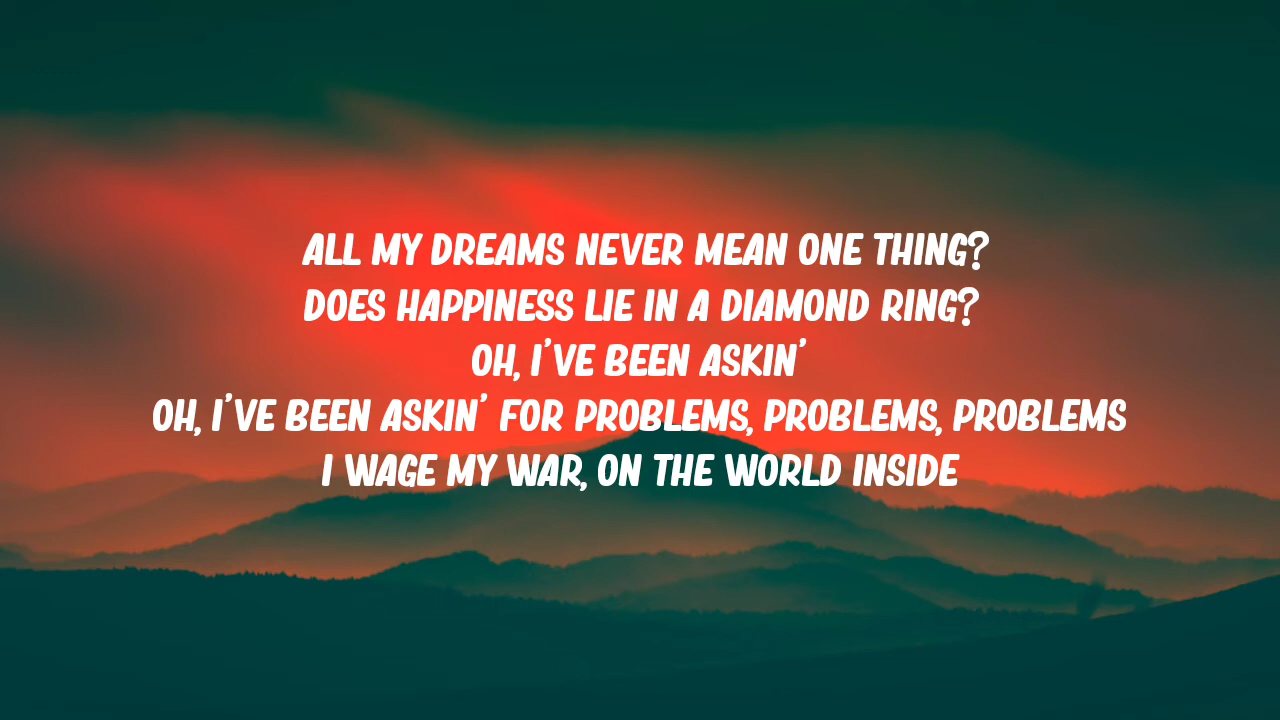 ALL MY DREAMS NEVER MEAN ONE THING?
DOES HAPPINESS LIE IN A DIAMOND RING?
OH, I'VE BEEN ASKIN'
OH, I'VE BEEN ASKIN' FOR PROBLEMS, PROBLEMS, PROBLEMS
I WAGE MY WAR, ON THE WORLD INSIDE